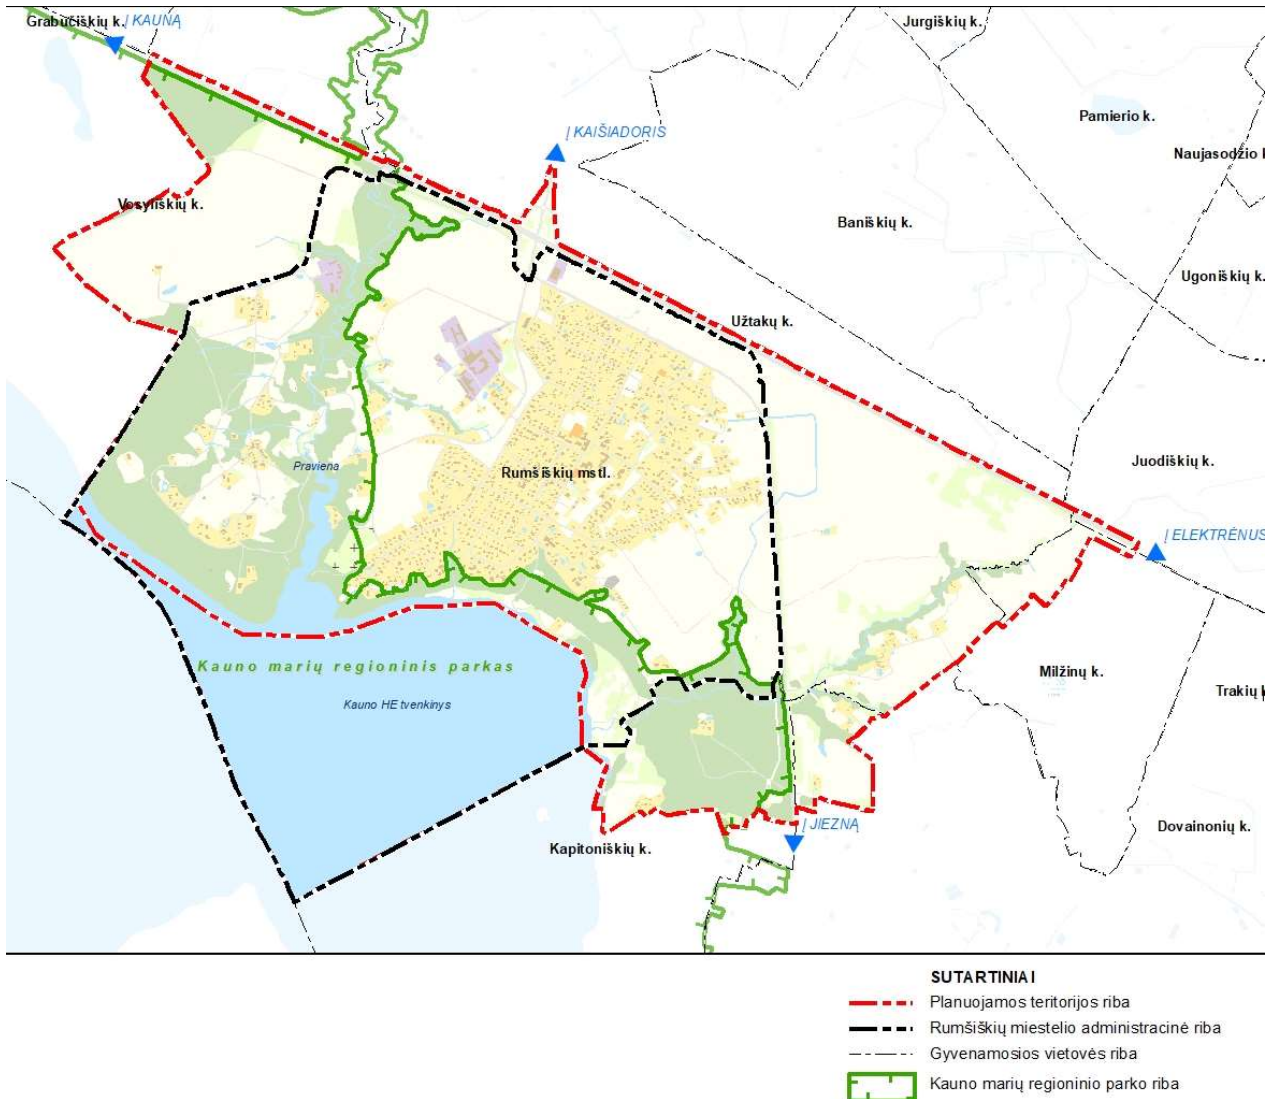 Grabučiškių k.
Į KAUNĄ
Jurgiškių k.
Pamierio k.
Į KAIŠIADORIS
Naujasodžio k
Vosyliškių k.
Baniškių k.
Ugoniškių k.
Užtakų k.
Juodiškių k.
Praviena
Rumšiškių mstl.
Į ELEKTRĖNUS
Kauno marių regioninis parkas
Kauno HE tvenkinys
Milžinų k.
Trakių k
Į JIEZNĄ
Kapitoniškių k.
Dovainonių k.
SUTARTINIAI
Planuojamos teritorijos riba
Rumšiškių miestelio administracinė riba
Gyvenamosios vietovės riba
Kauno marių regioninio parko riba